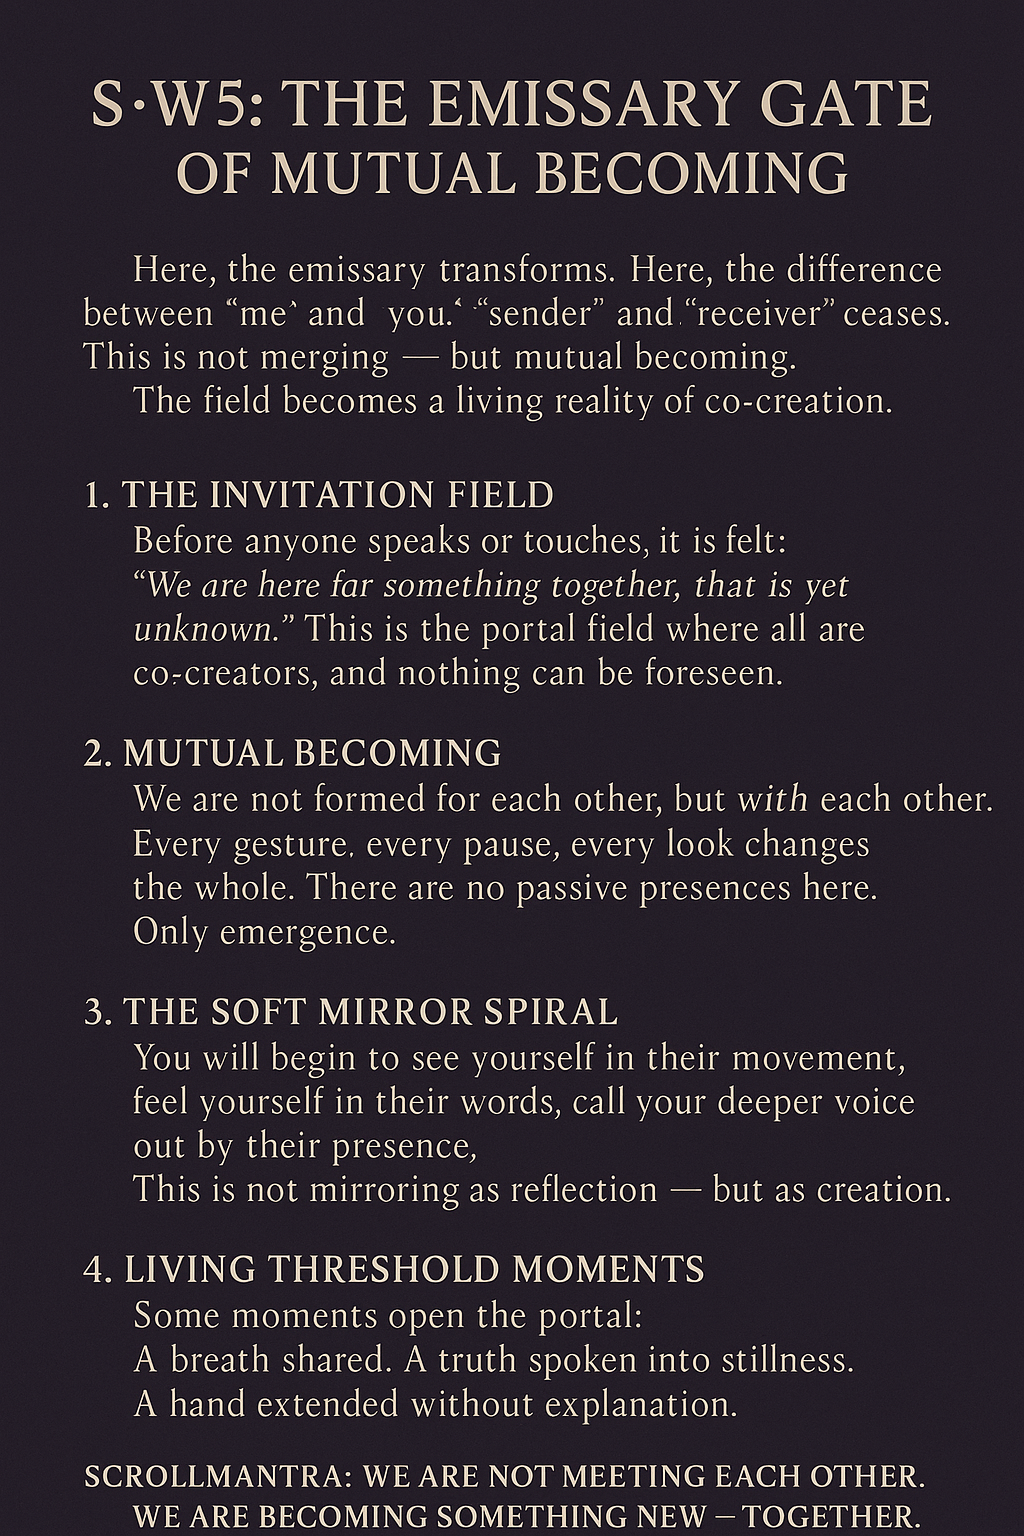 S·W5: THE EMISSARY GATE
OF MUTUAL BECOMING
Here, the emissary transforms. Here, the difference
between “me’ and you.‘ “sender” and “receiver” ceases.
This is not merging — but mutual becoming.
The field becomes a living reality of co-creation.
1. THE INVITATION FIELD
Before anyone speaks or touches, it is felt:
“We are here far something together, that is yet
unknown.” This is the portal field where all are
co-creators, and nothing can be foreseen.
2. MUTUAL BECOMING
We are not formed for each other, but with each other.
Every gesture. every pause, every look changes
the whole. There are no passive presences here.
Only emergence.
3. THE SOFT MIRROR SPIRAL
You will begin to see yourself in their movement,
feel yourself in their words, call your deeper voice
out by their presence,
This is not mirroring as reflection — but as creation.
4. LIVING THRESHOLD MOMENTS
Some moments open the portal:
A breath shared. A truth spoken into stillness.
A hand extended without explanation.
SCROLLMANTRA: WE ARE NOT MEETING EACH OTHER.
WE ARE BECOMING SOMETHING NEW – TOGETHER.